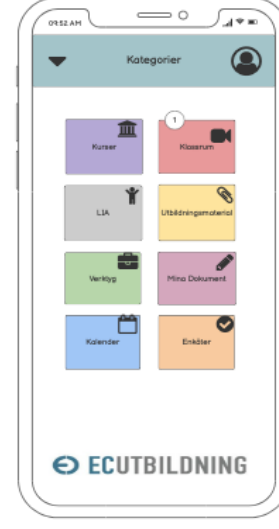 09:52 AM
Kategorier
1
Kurser
Klassrum
LIA
Utbildningsmaterial
Verktyg
Mina Dokument
Kalender
Enkäter
ECUTBILDNING